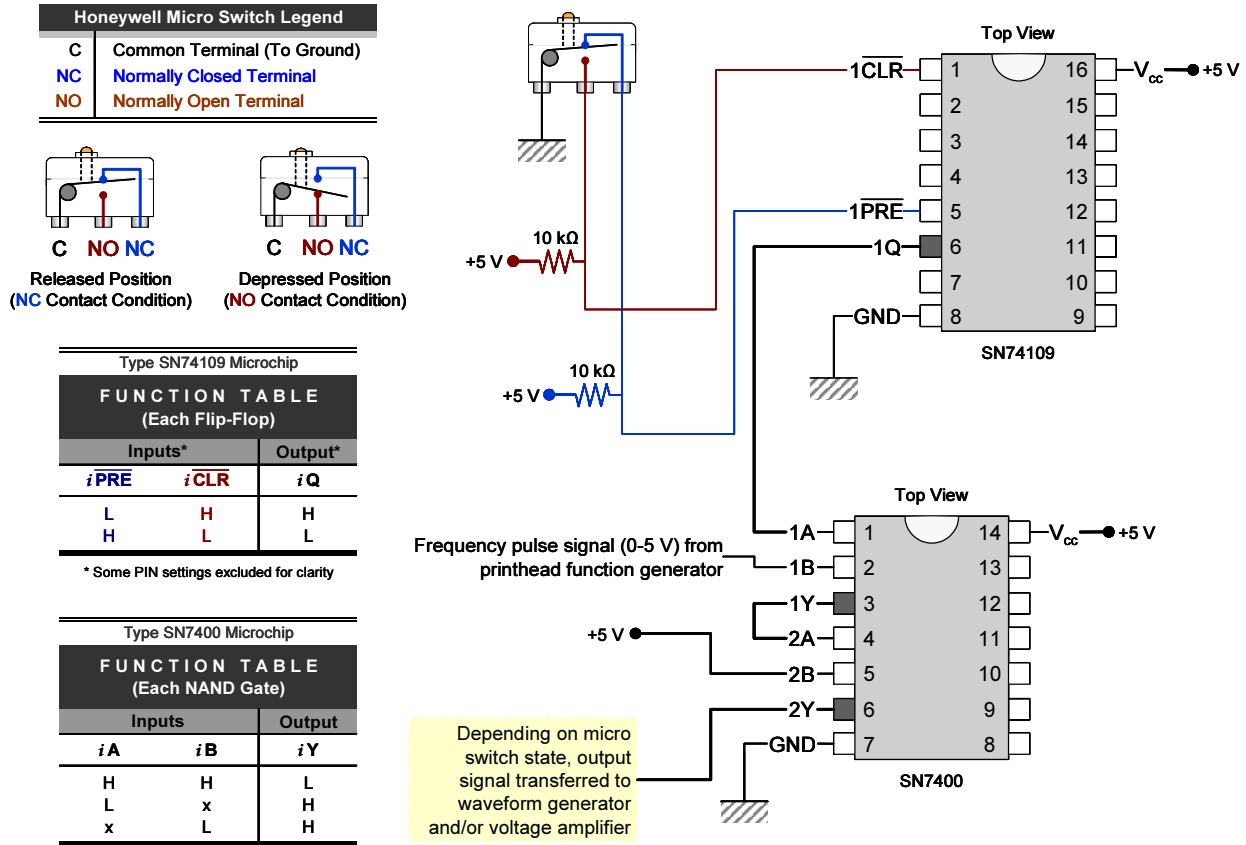 Honeywell Micro Switch Legend
C Common Terminal (To Ground)
NC Normally Closed Terminal
NO Normally Open Terminal
C NO NC
Released Position
(NC Contact Condition)
C NO NC
Depressed Position
(NO Contact Condition)
Type SN74109 Microchip
FUNCTION TABLE
(Each Flip-Flop)
Inputs* Output*
i PRE i CLR i Q
L H H
H L L
* Some PIN settings excluded for clarity
Type SN7400 Microchip
FUNCTION TABLE
(Each NAND Gate)
Inputs Output
i A i B i Y
H H L
L x H
x L H
+5 V
10 kΩ
+5 V
10 kΩ
Top View
1CLR 1 16 Vcc +5 V
2 15
3 14
4 13
1PRE 5 12
1Q 6 11
7 10
GND 8 9
SN74109
Top View
1A 1 14 Vcc +5 V
Frequency pulse signal (0-5 V) from
printhead function generator
1B 2 13
1Y 3 12
+5 V
2A 4 11
2B 5 10
2Y 6 9
GND 7 8
SN7400
Depending on micro
switch state, output
signal transferred to
waveform generator
and/or voltage amplifier